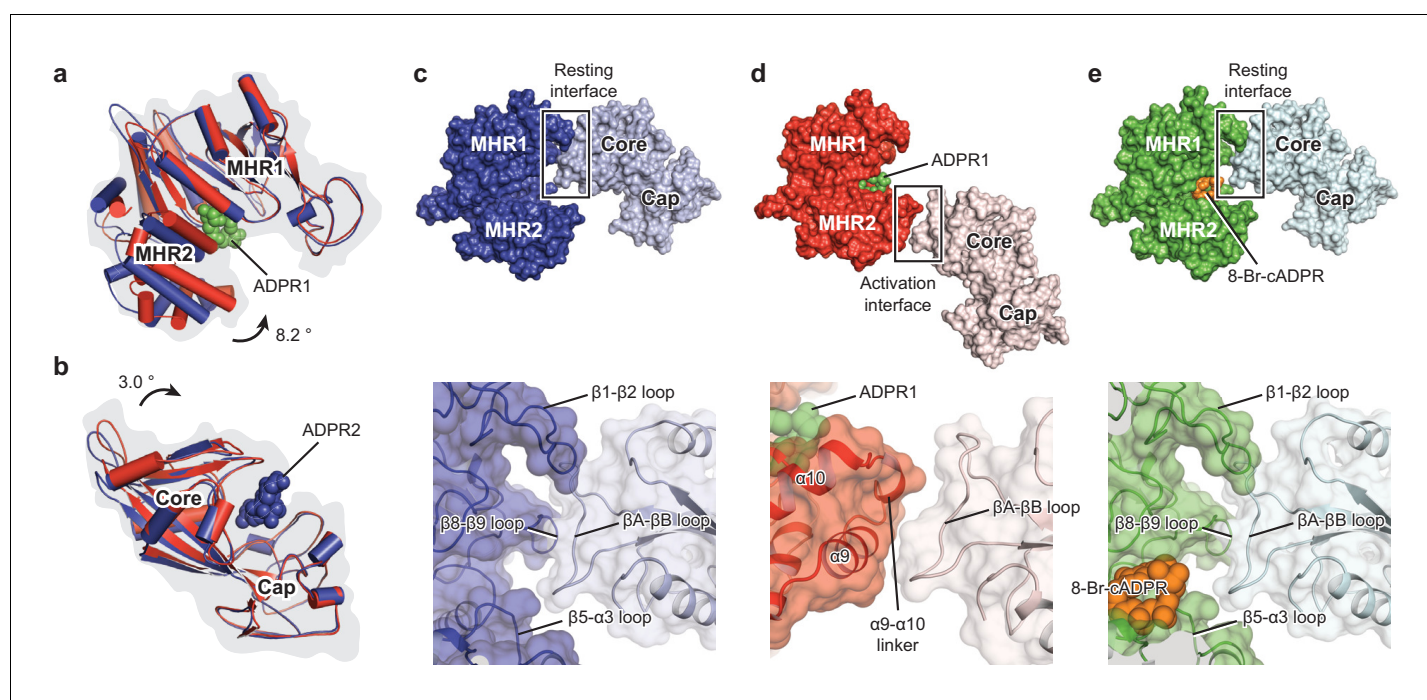 a
MHR1
MHR2
ADPR1
8.2 °
b
3.0 °
ADPR2
Core
Cap
c
Resting
interface
MHR1
Core
Cap
MHR2
β1-β2 loop
β8-β9 loop
βA-βB loop
β5-α3 loop
d
MHR1
ADPR1
MHR2
Core
Activation
interface
Cap
ADPR1
α10
βA-βB loop
α9
α9-α10
linker
e
Resting
interface
MHR1
Core
Cap
MHR2
8-Br-cADPR
β1-β2 loop
β8-β9 loop
βA-βB loop
8-Br-cADPR
β5-α3 loop